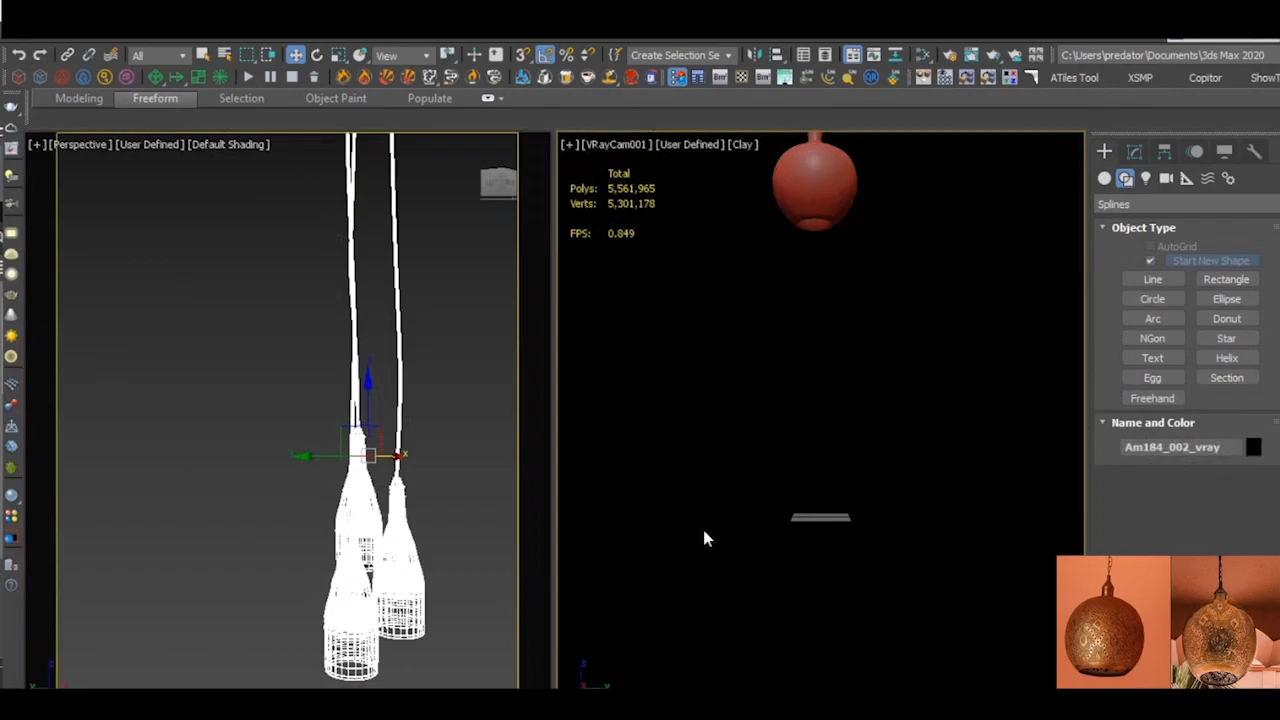 All
View
Create Selection Se
C:\Users\predator\Documents\3ds Max 2020
ATiles Tool
XSMP
Copitor
ShowT
Modeling
Freeform
Selection
Object Paint
Populate
[+] [Perspective ] [User Defined ] [Default Shading ]
[+] [VRayCam001] [User Defined ] [Clay ]
Total
Polys: 5,561,965
Verts: 5,301,178
FPS: 0.849
Splines
Object Type
AutoGrid
Start New Shape
Line
Rectangle
Circle
Ellipse
Arc
Donut
NGon
Star
Text
Helix
Egg
Section
Freehand
Name and Color
Am184_002_vray
x